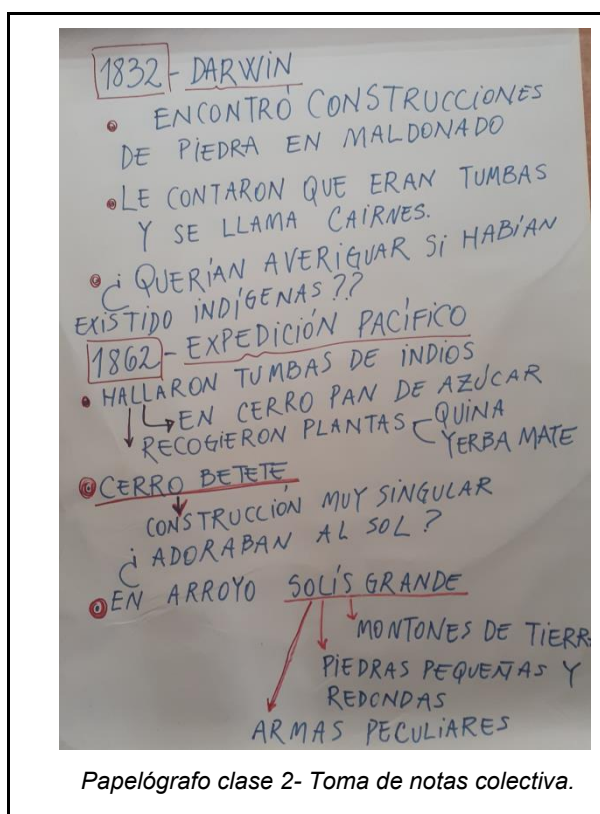 1832 - DARWIN
• ENCONTRÓ CONSTRUCCIONES
DE PIEDRA EN MALDONADO
• LE CONTARON QUE ERAN TUMBAS
Y SE LLAMA CAIRNES.
• ¿QUERÍAN AVERIGUAR SI HABÍAN
EXISTIDO INDÍGENAS??
1862 - EXPEDICIÓN PACÍFICO
• HALLARON TUMBAS DE INDIOS
EN CERRO PAN DE AZÚCAR
RECOGIERON PLANTAS QUINA
YERBA MATE
CERRO BETETE
CONSTRUCCIÓN MUY SINGULAR
¿ADORABAN AL SOL?
EN ARROYO SOLÍS GRANDE
MONTONES DE TIERR
PIEDRAS PEQUEÑAS Y
REDONDAS
ARMAS PECULIARES
Papelógrafo clase 2- Toma de notas colectiva.